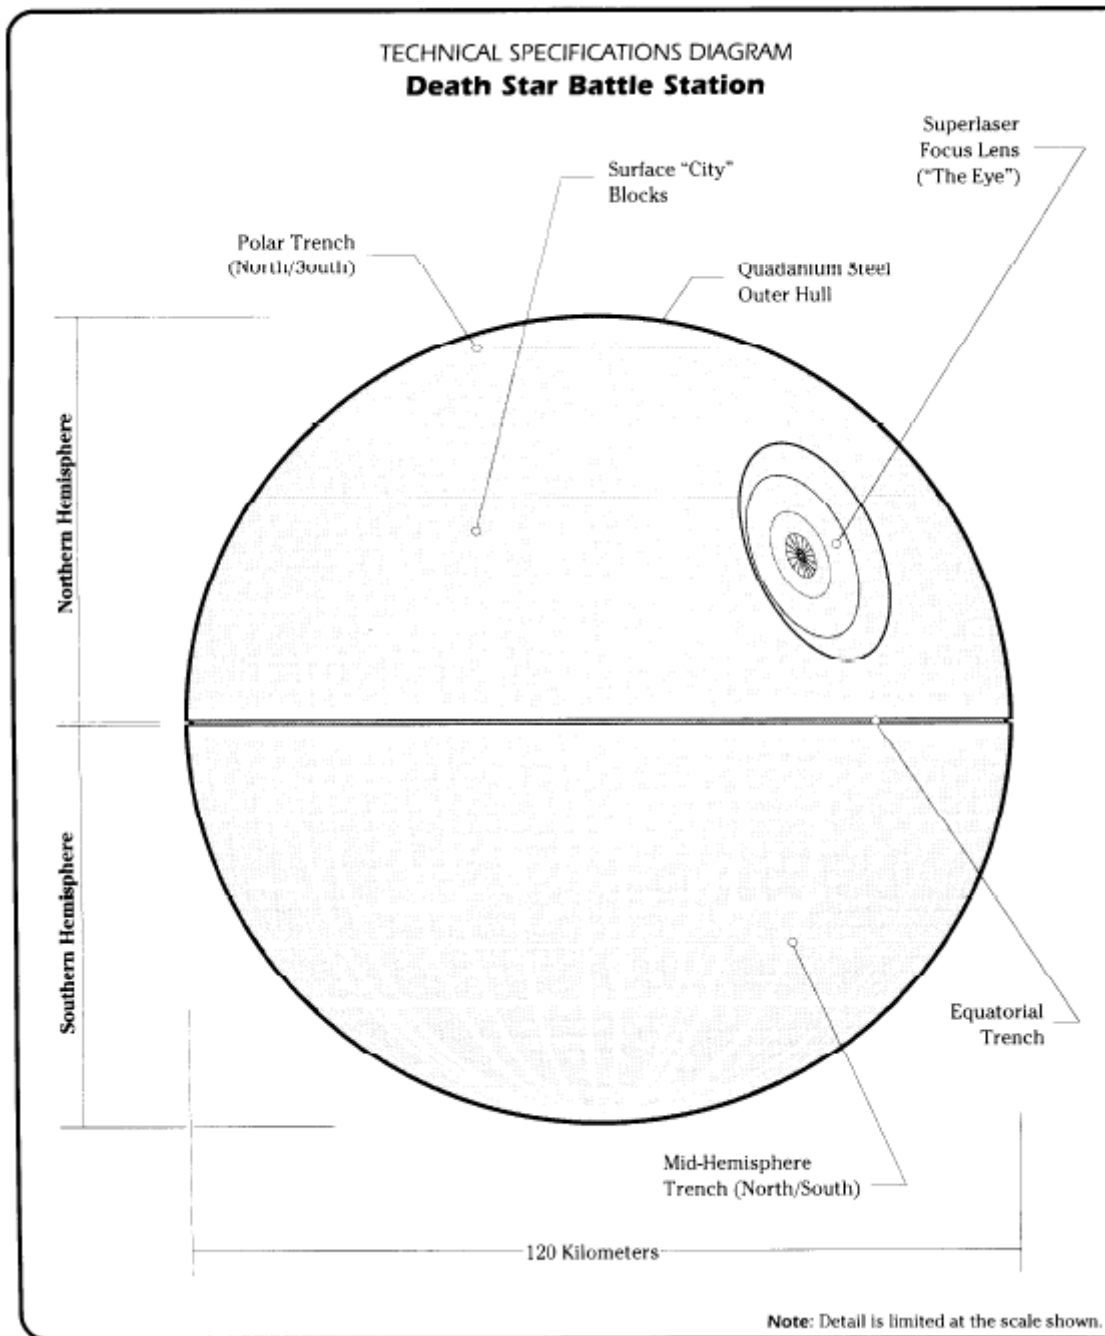 TECHNICAL SPECIFICATIONS DIAGRAM
Death Star Battle Station
Superlaser
Focus Lens
("The Eye")
Surface "City"
Blocks
Polar Trench
(North/South)
Quadanium Steel
Outer Hull
Northern Hemisphere
Southern Hemisphere
Equatorial
Trench
Mid-Hemisphere
Trench (North/South)
120 Kilometers
Note: Detail is limited at the scale shown.